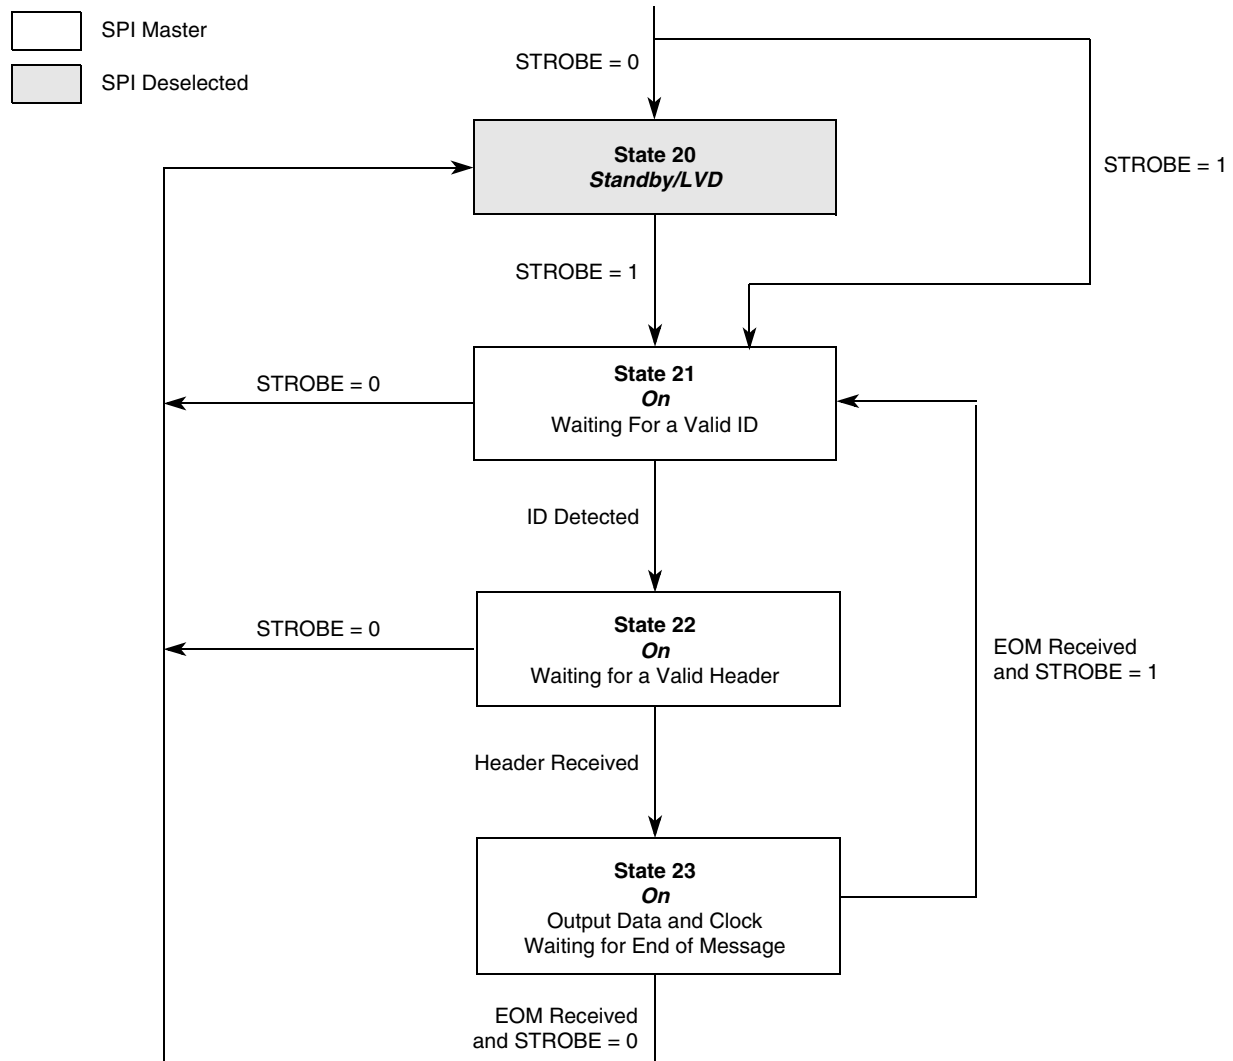 SPI Master
SPI Deselected
STROBE = 0
STROBE = 1
State 20
Standby/LVD
STROBE = 1
State 21
On
Waiting For a Valid ID
STROBE = 0
ID Detected
State 22
On
Waiting for a Valid Header
STROBE = 0
EOM Received
and STROBE = 1
Header Received
State 23
On
Output Data and Clock
Waiting for End of Message
EOM Received
and STROBE = 0